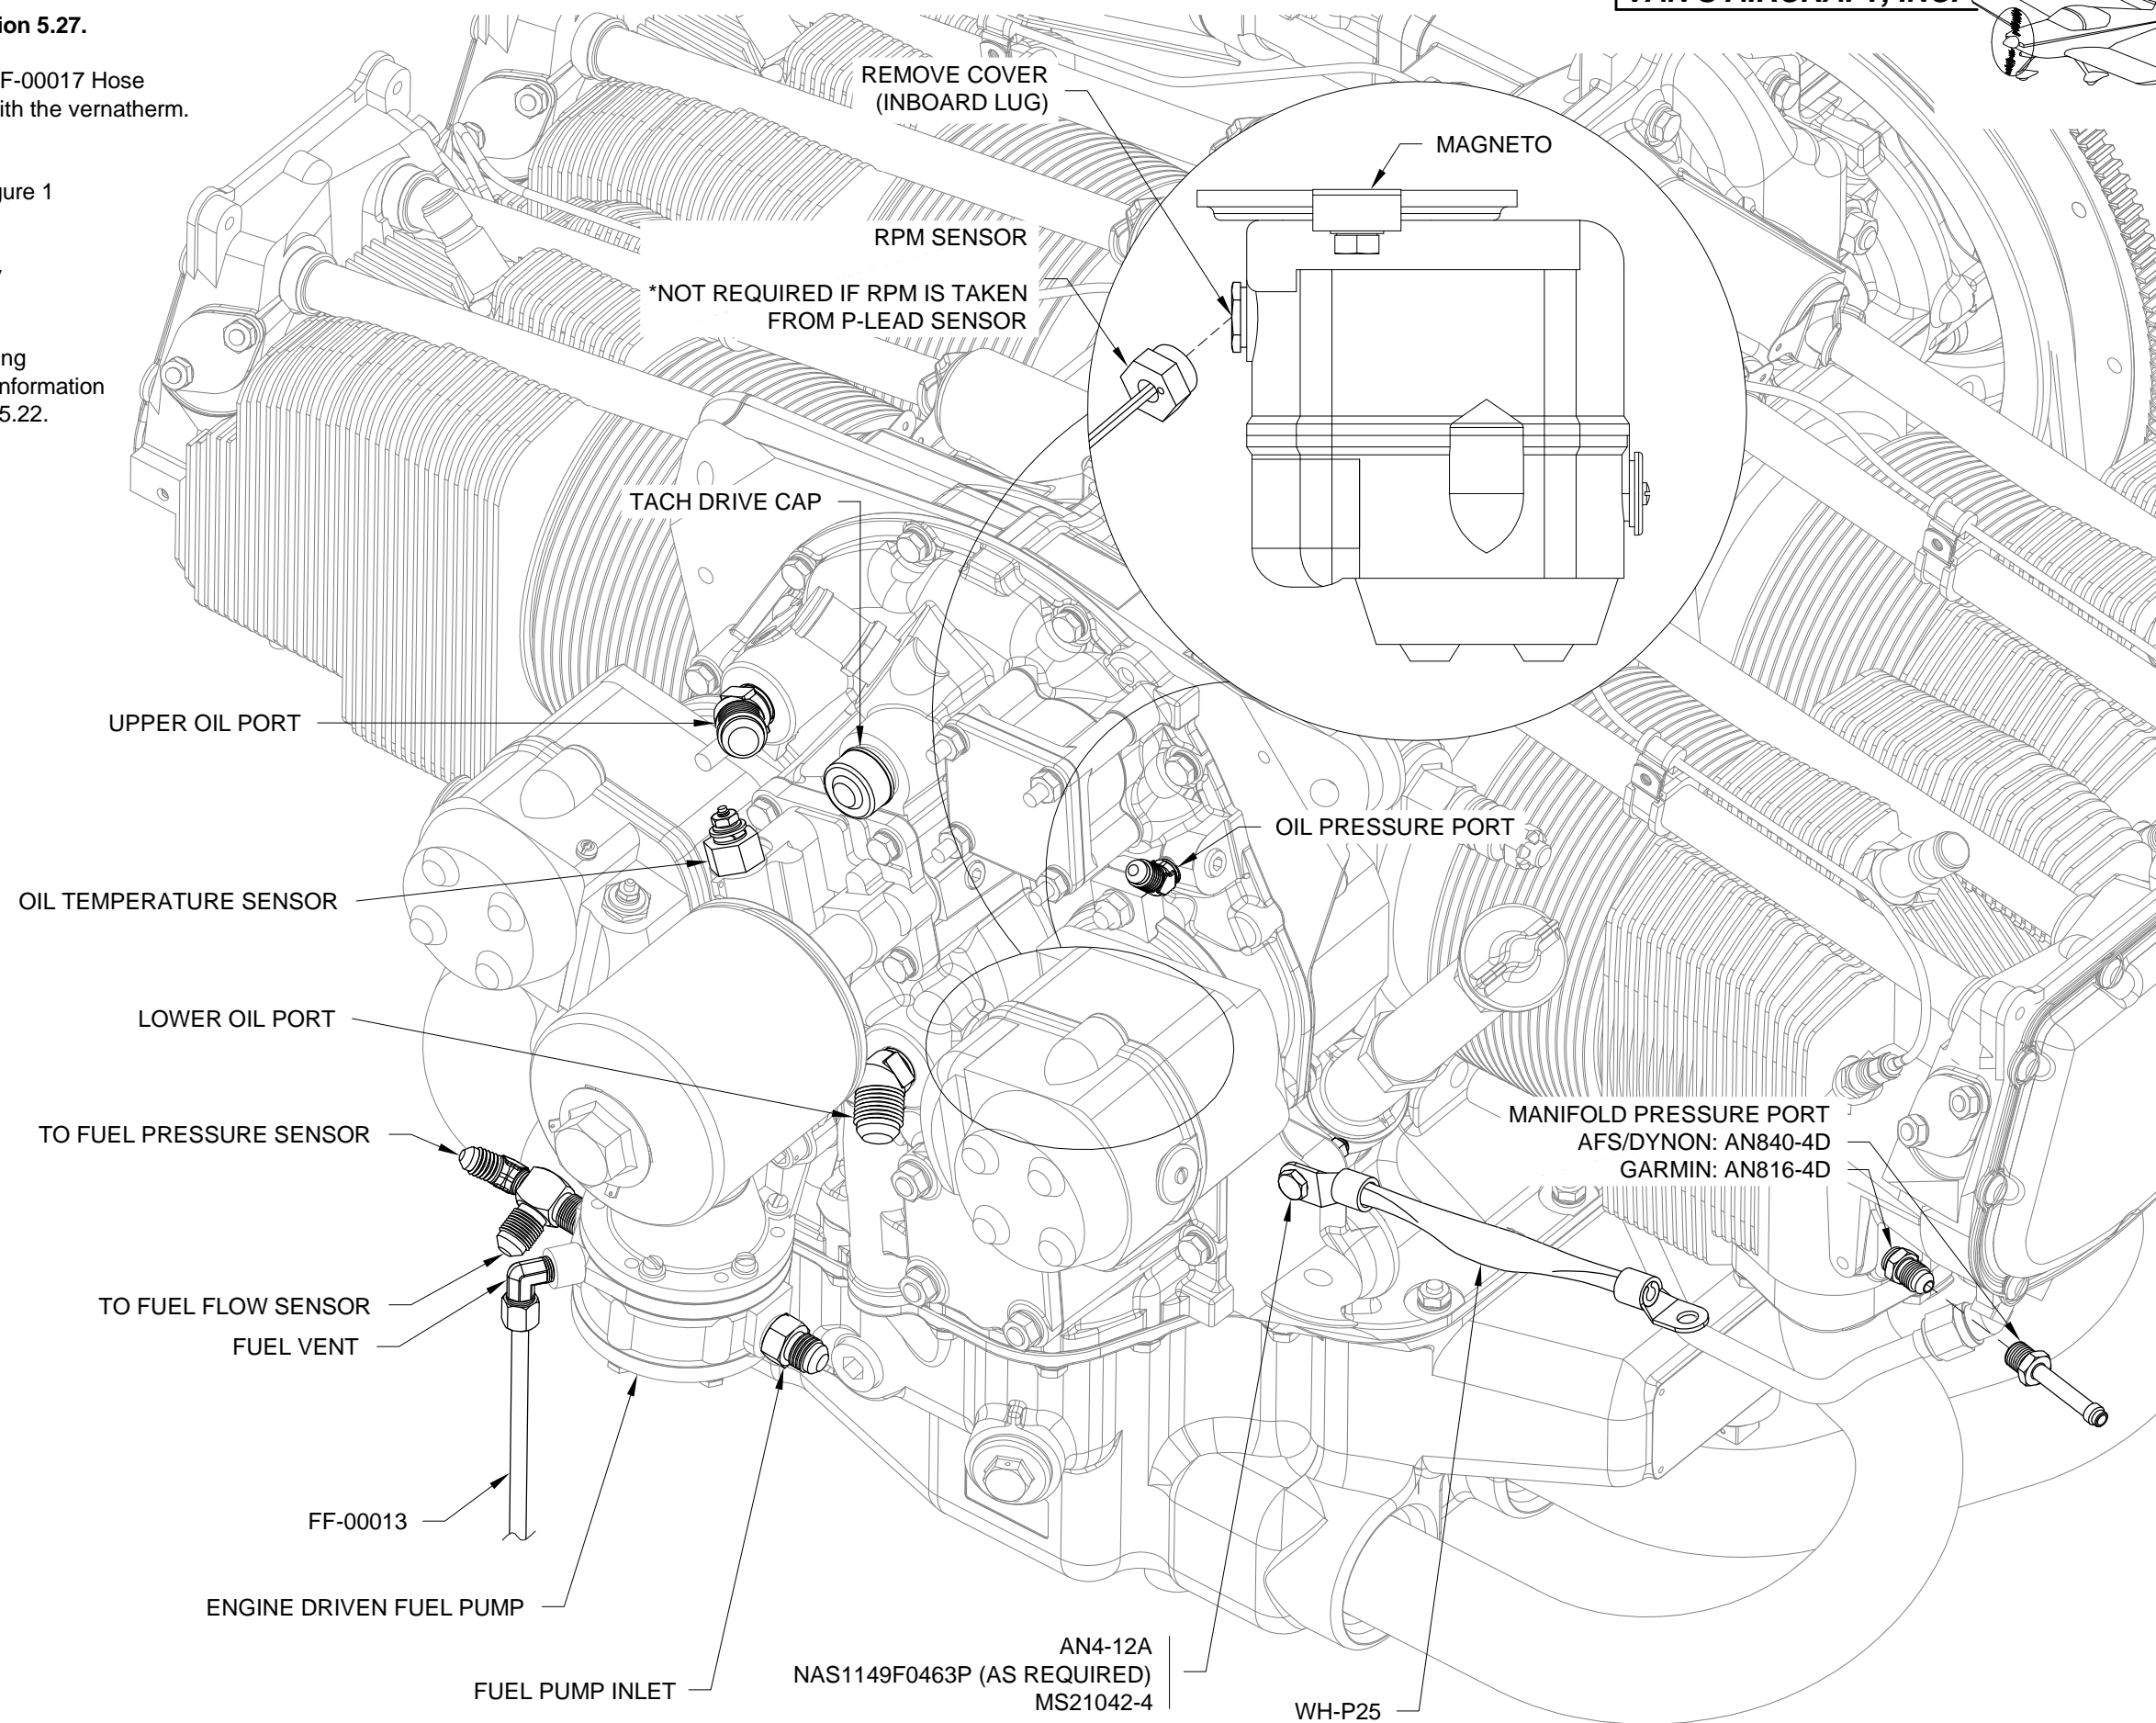 ion 5.27.
F-00017 Hose
ith the vernatherm.
gure 1
ing
nformation
5.22.
VAN'S AIRCRAFT, INC.
REMOVE COVER
(INBOARD LUG)
MAGNETO
RPM SENSOR
*NOT REQUIRED IF RPM IS TAKEN
FROM P-LEAD SENSOR
TACH DRIVE CAP
UPPER OIL PORT
OIL PRESSURE PORT
OIL TEMPERATURE SENSOR
LOWER OIL PORT
TO FUEL PRESSURE SENSOR
MANIFOLD PRESSURE PORT
AFS/DYNON: AN840-4D
GARMIN: AN816-4D
TO FUEL FLOW SENSOR
FUEL VENT
FF-00013
ENGINE DRIVEN FUEL PUMP
FUEL PUMP INLET
AN4-12A
NAS1149F0463P (AS REQUIRED)
MS21042-4
WH-P25